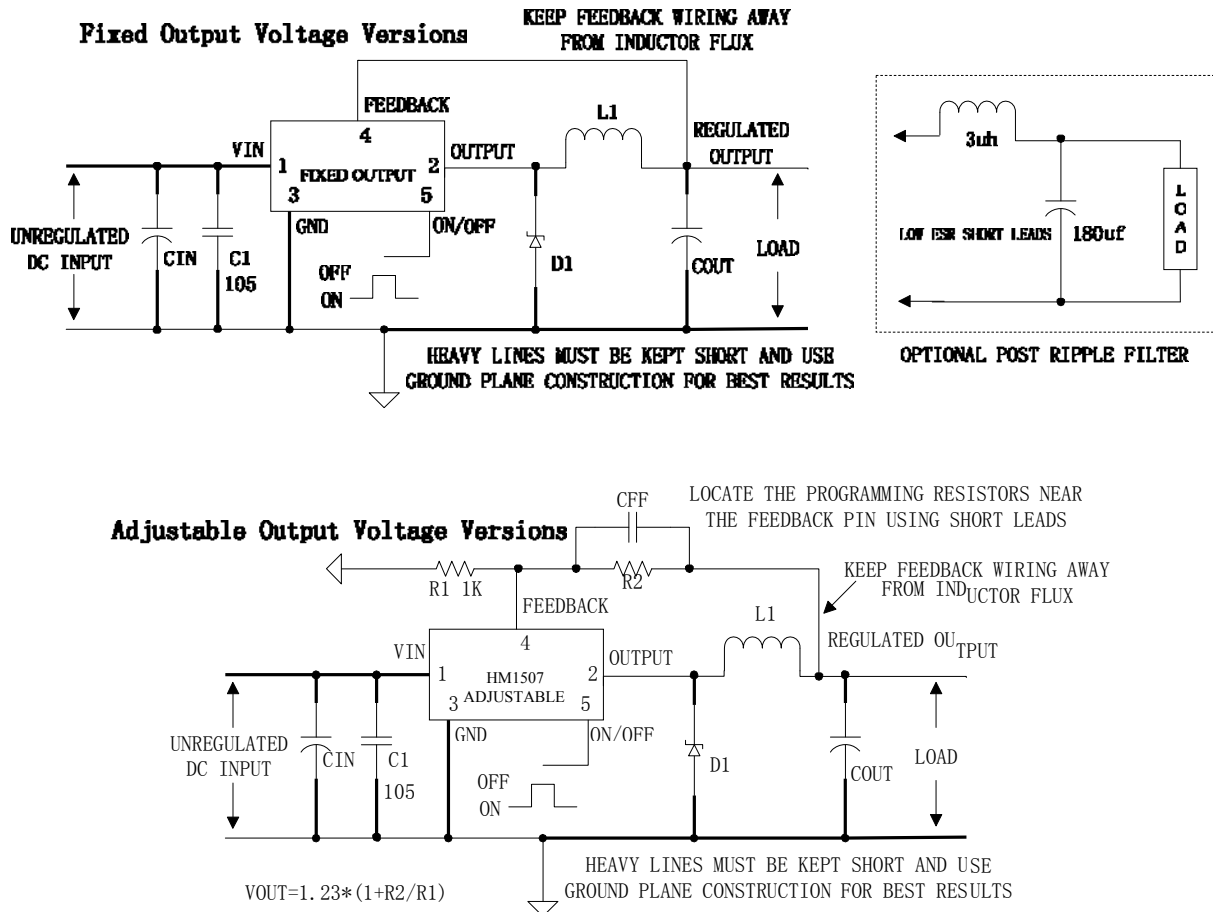 Fixed Output Voltage Versions
KEEP FEEDBACK WIRING AWAY
FROM INDUCTOR FLUX
FEEDBACK
4
L1
REGULATED
OUTPUT
VIN
1
FIXED OUTPUT
2
OUTPUT
3
5
GND
ON/OFF
UNREGULATED
DC INPUT
CIN
C1
105
OFF
ON
D1
COUT
LOAD
HEAVY LINES MUST BE KEPT SHORT AND USE
GROUND PLANE CONSTRUCTION FOR BEST RESULTS
3uh
LOW ESR SHORT LEADS
180uf
LOAD
OPTIONAL POST RIPPLE FILTER
Adjustable Output Voltage Versions
CFF
LOCATE THE PROGRAMMING RESISTORS NEAR
THE FEEDBACK PIN USING SHORT LEADS
R1 1K
R2
KEEP FEEDBACK WIRING AWAY
FROM INDUCTOR FLUX
FEEDBACK
4
L1
REGULATED OUTPUT
VIN
1
HM1507
ADJUSTABLE
2
OUTPUT
3
5
GND
ON/OFF
UNREGULATED
DC INPUT
CIN
C1
105
OFF
ON
D1
COUT
LOAD
HEAVY LINES MUST BE KEPT SHORT AND USE
GROUND PLANE CONSTRUCTION FOR BEST RESULTS
VOUT=1.23*(1+R2/R1)